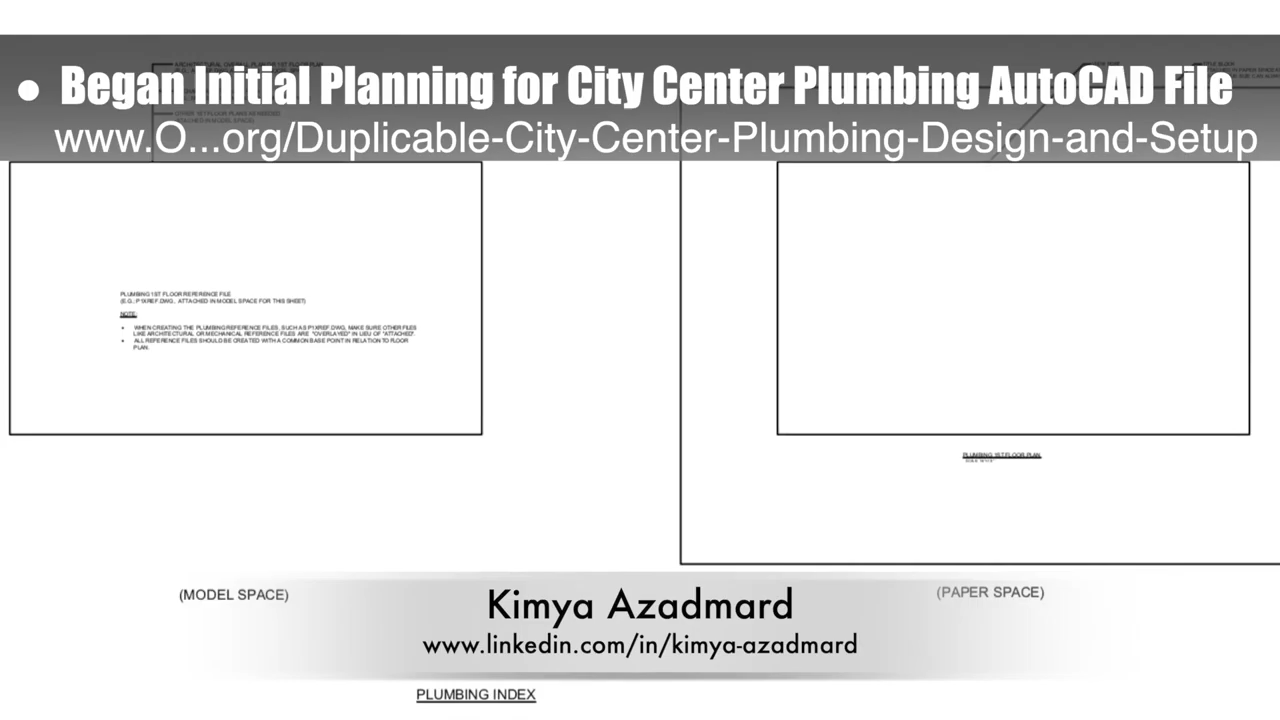 • Began Initial Planning for City Center Plumbing AutoCAD File
www.O...org/Duplicable-City-Center-Plumbing-Design-and-Setup
PLUMBING 1ST FLOOR REFERENCE FILE
(E.G.: P1XREF.DWG, ATTACHED IN MODEL SPACE FOR THIS SHEET)
NOTE:
• WHEN CREATING THE PLUMBING REFERENCE FILES, SUCH AS P1XREF.DWG, MAKE SURE OTHER FILES
LIKE ARCHITECTURAL OR MECHANICAL REFERENCE FILES ARE "OVERLAYED" IN LIEU OF "ATTACHED".
• ALL REFERENCE FILES SHOULD BE CREATED WITH A COMMON BASE POINT IN RELATION TO FLOOR
PLAN.
PLUMBING 1ST FLOOR PLAN
(MODEL SPACE)
(PAPER SPACE)
Kimya Azadmard
www.linkedin.com/in/kimya-azadmard
PLUMBING INDEX